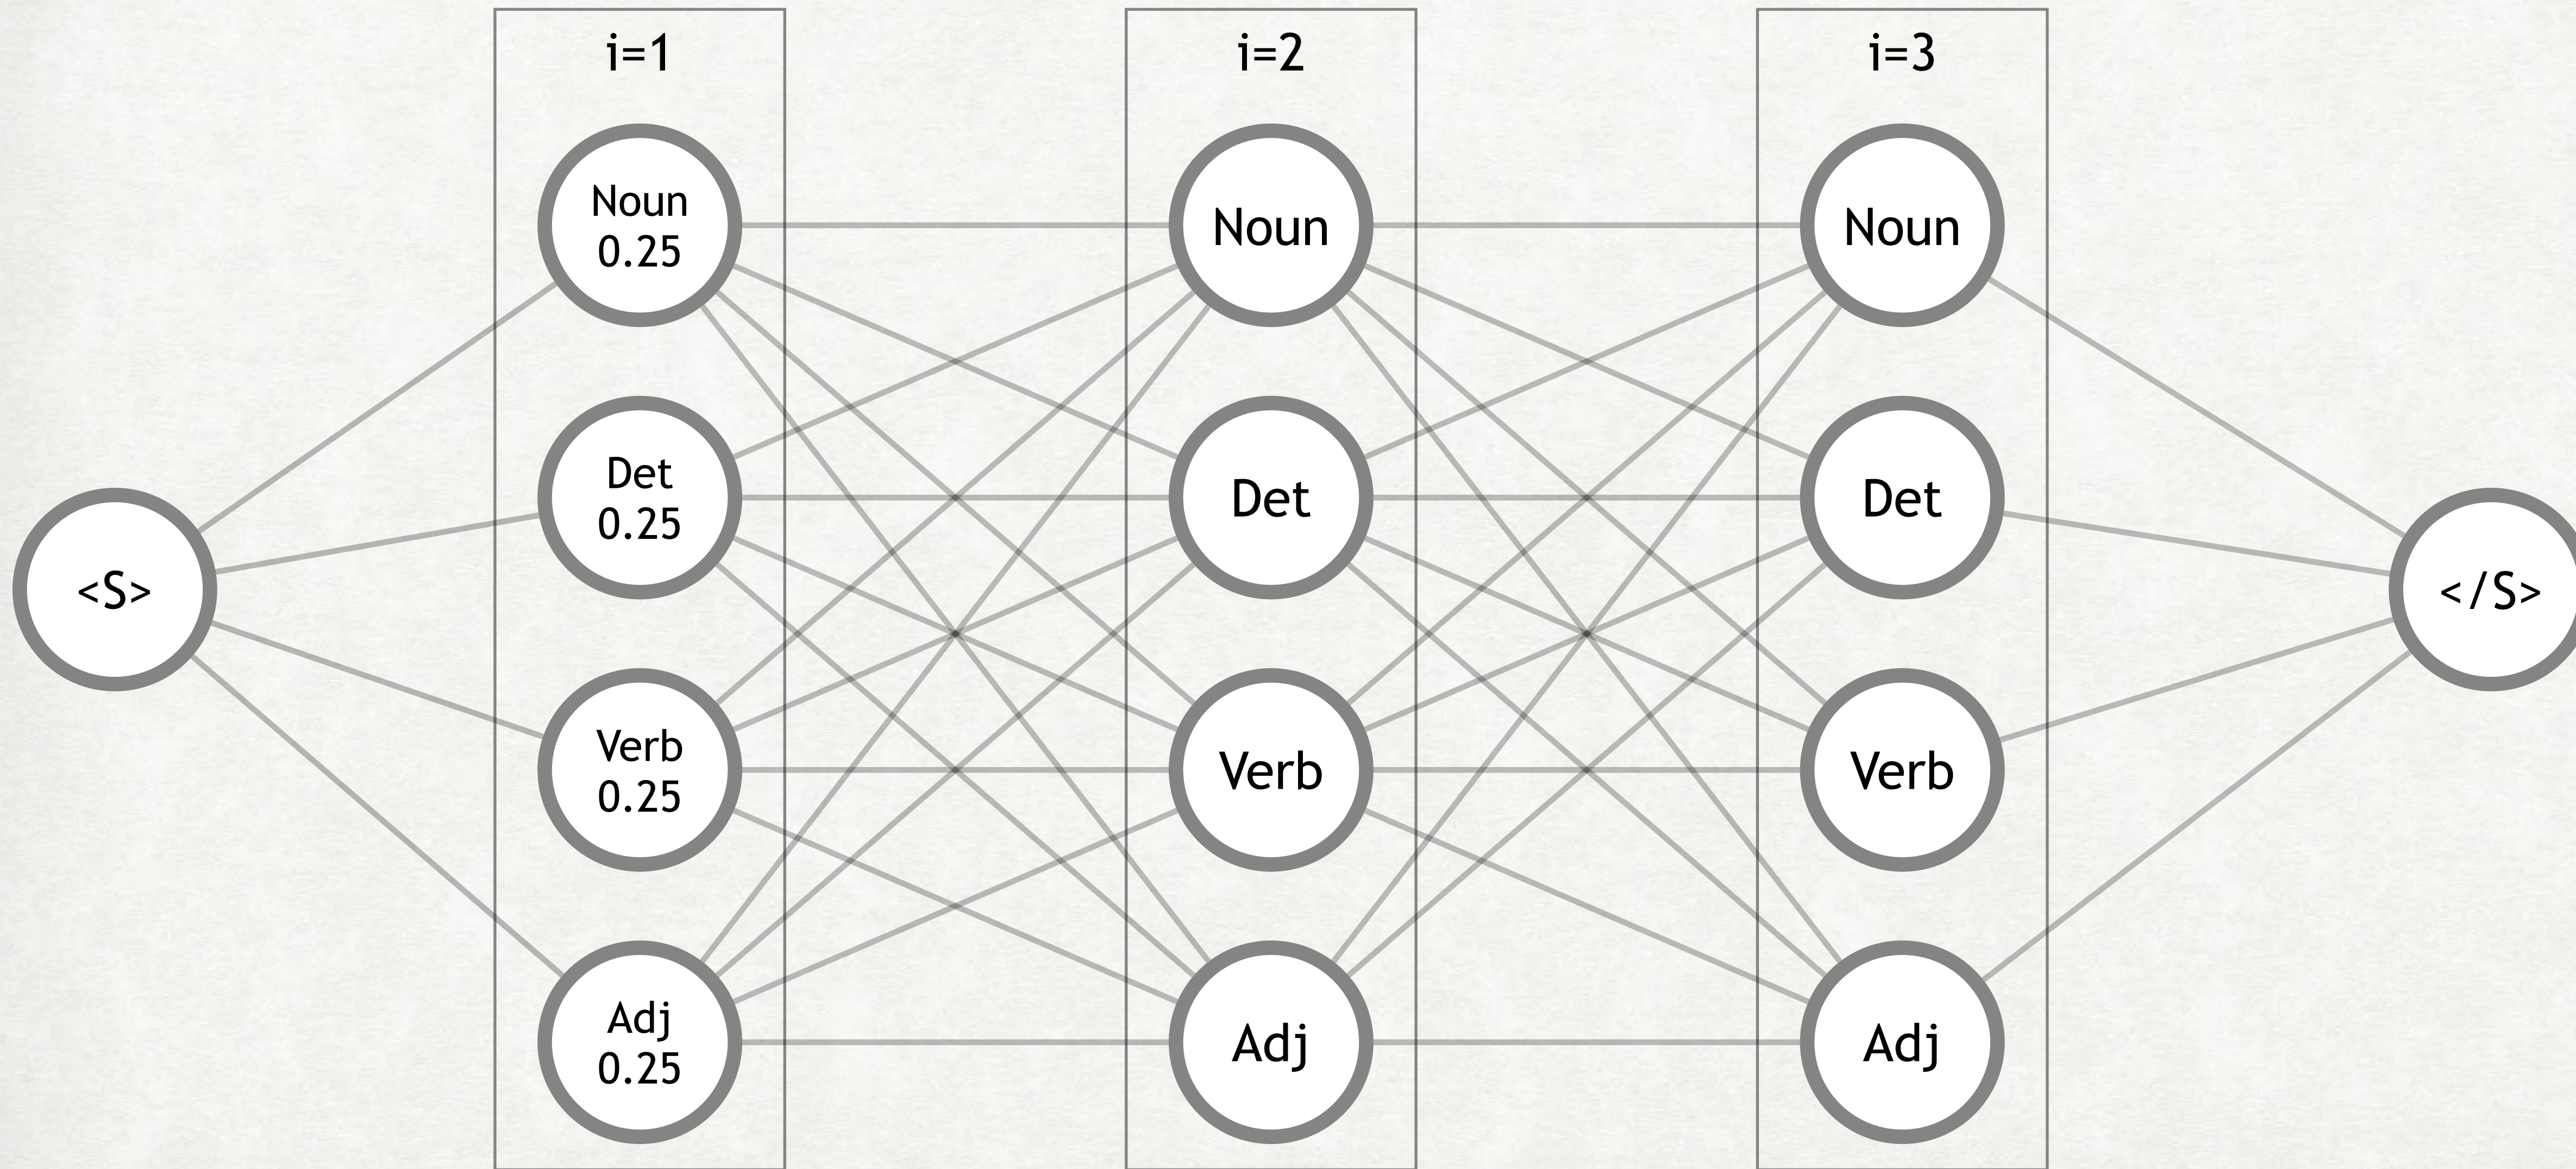 i=1
i=2
i=3
Noun
0.25
Noun
Noun
Det
0.25
Det
Det
<S>
</S>
Verb
0.25
Verb
Verb
Adj
0.25
Adj
Adj